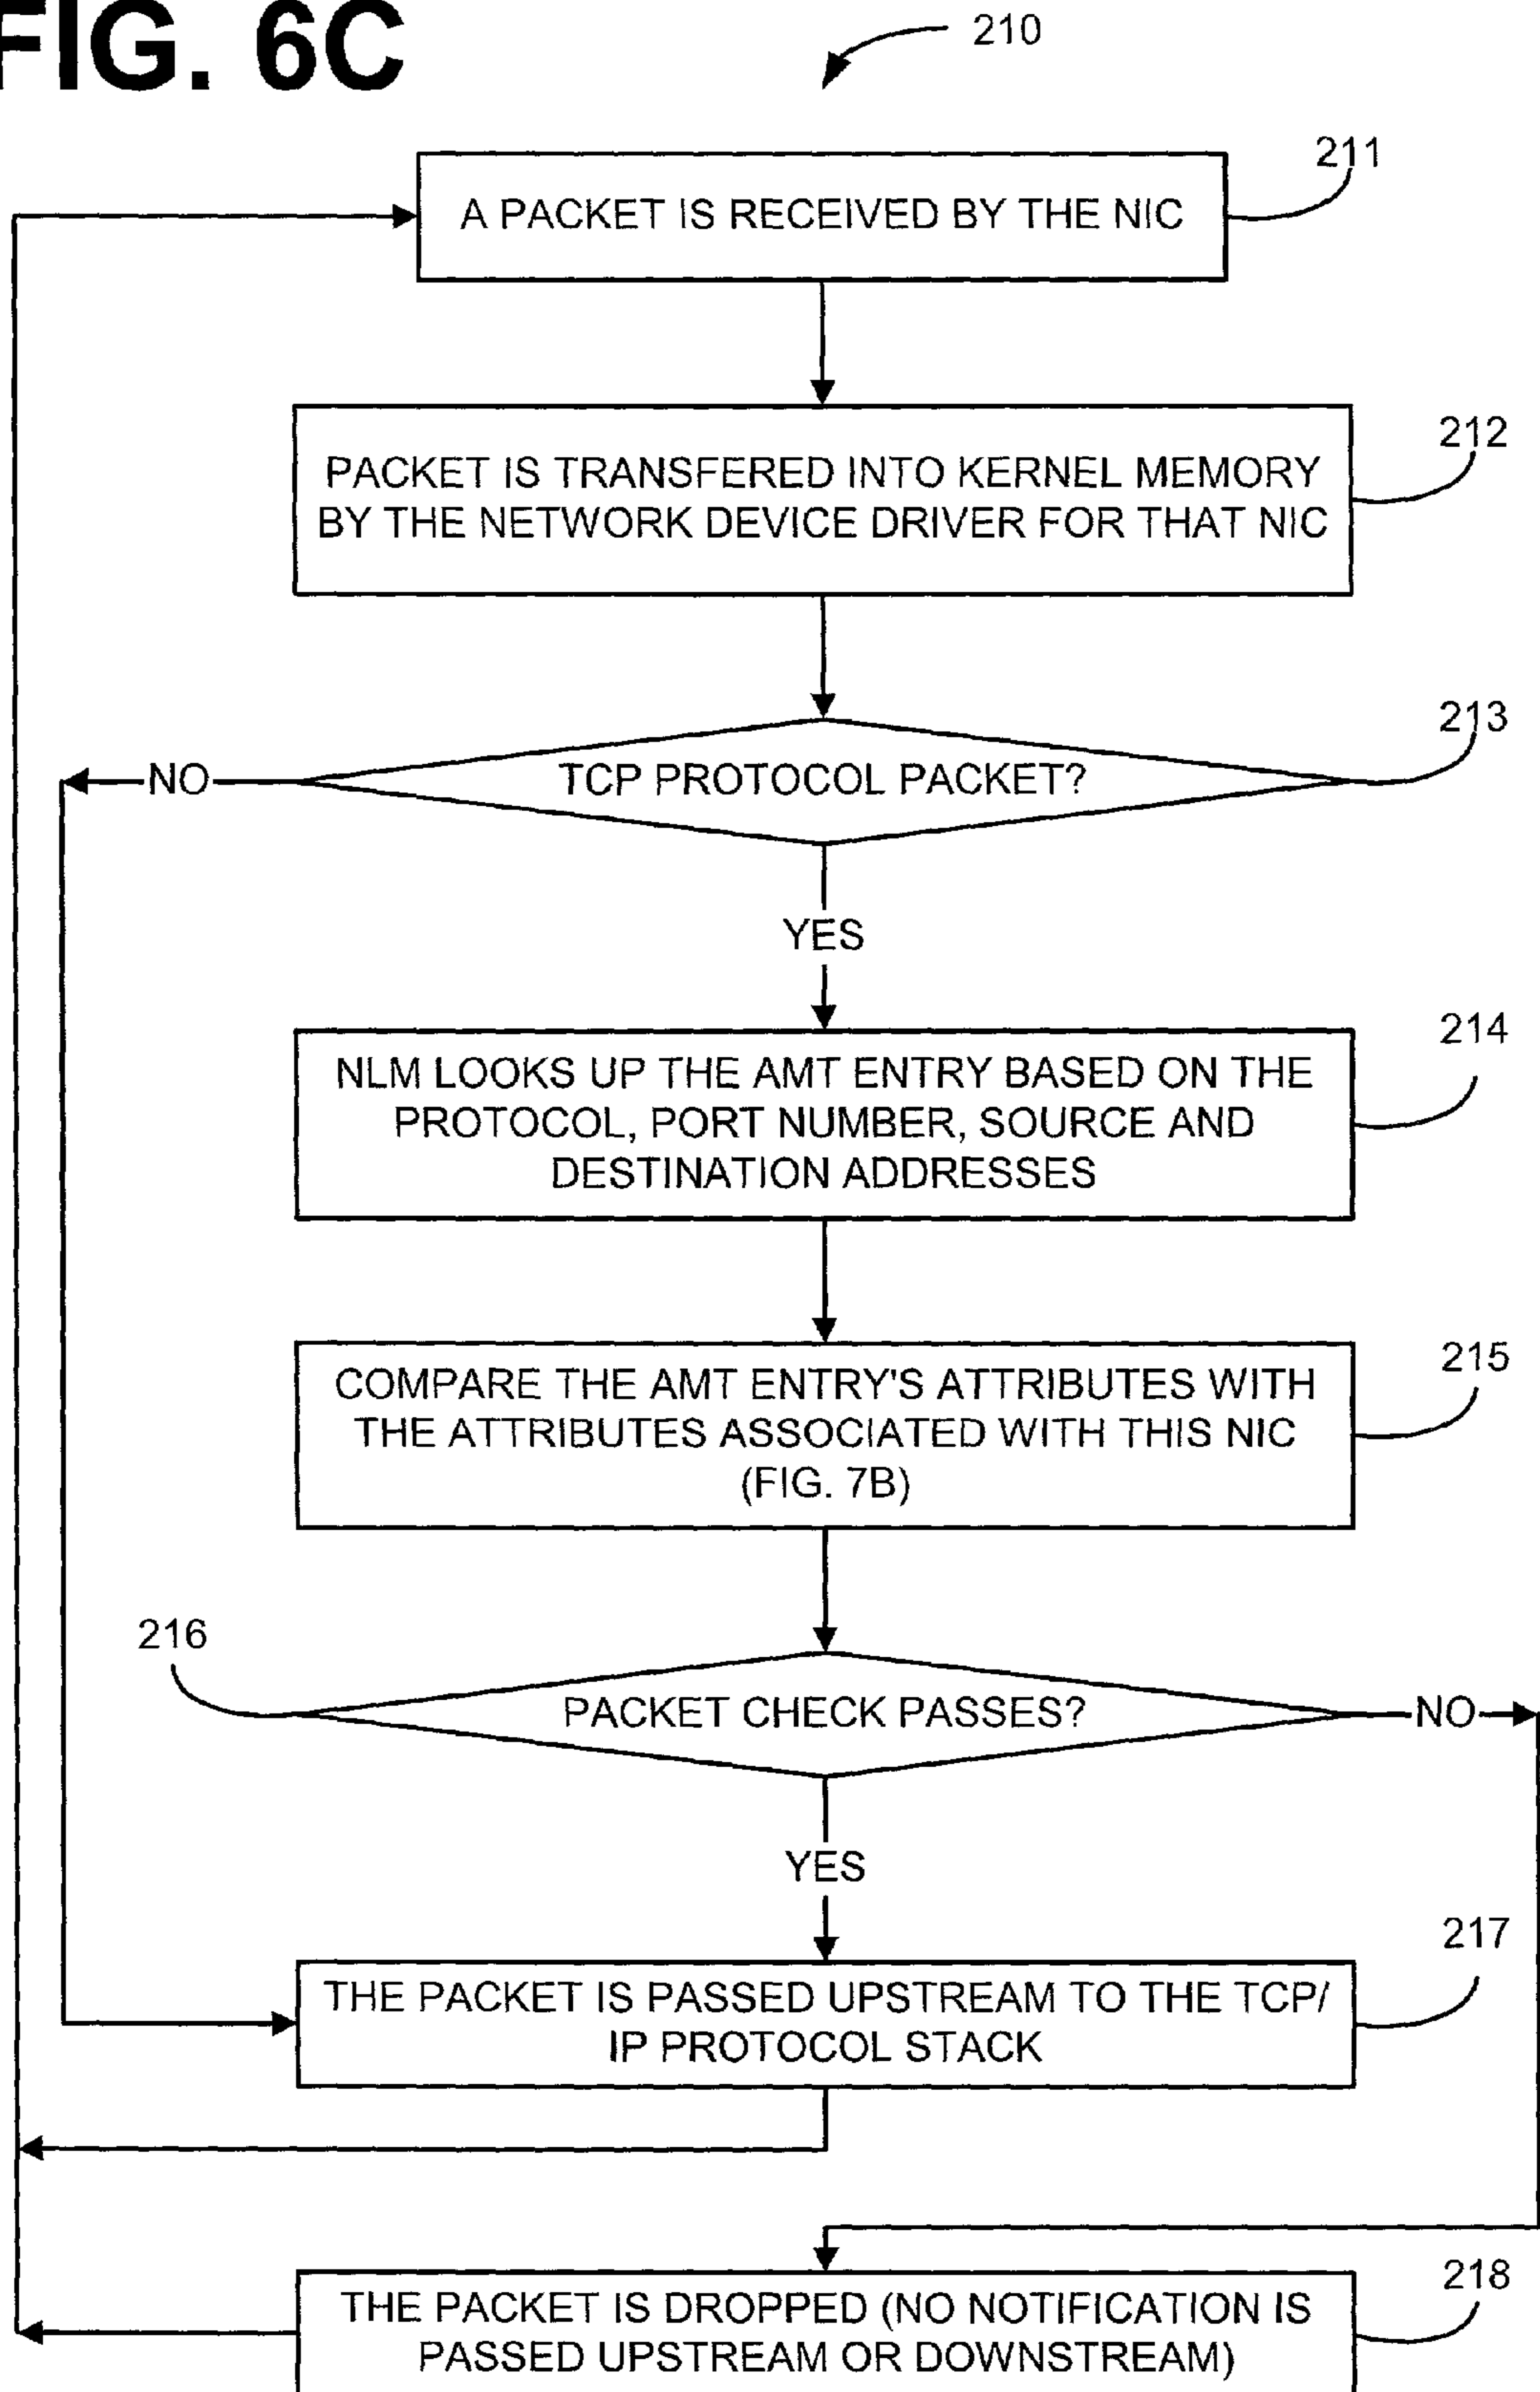 FIG. 6C
210
211
A PACKET IS RECEIVED BY THE NIC
212
PACKET IS TRANSFERED INTO KERNEL MEMORY
BY THE NETWORK DEVICE DRIVER FOR THAT NIC
213
NO
TCP PROTOCOL PACKET?
YES
214
NLM LOOKS UP THE AMT ENTRY BASED ON THE
PROTOCOL, PORT NUMBER, SOURCE AND
DESTINATION ADDRESSES
215
COMPARE THE AMT ENTRY'S ATTRIBUTES WITH
THE ATTRIBUTES ASSOCIATED WITH THIS NIC
(FIG. 7B)
216
PACKET CHECK PASSES?
NO
YES
217
THE PACKET IS PASSED UPSTREAM TO THE TCP/
IP PROTOCOL STACK
218
THE PACKET IS DROPPED (NO NOTIFICATION IS
PASSED UPSTREAM OR DOWNSTREAM)